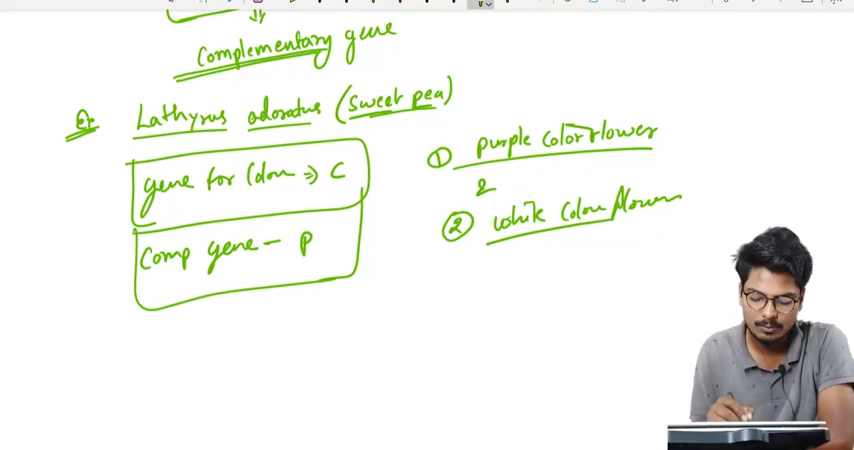 Complementary gene
Ex Lathyrus odoratus (sweet pea)
gene for Colour => C
Comp gene - P
① purple color flower
&
② white colour flower